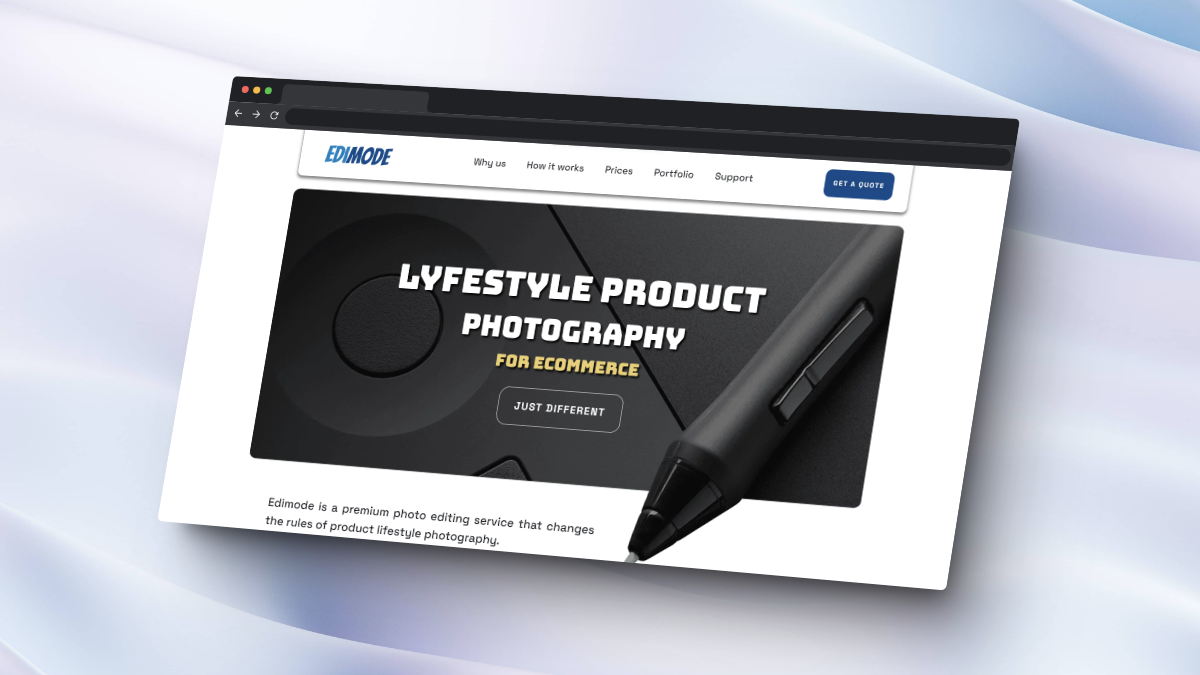 EDIMODE
Why us
How it works
Prices
Portfolio
Support
GET A QUOTE
LYFESTYLE PRODUCT
PHOTOGRAPHY
FOR ECOMMERCE
JUST DIFFERENT
Edimode is a premium photo editing service that changes
the rules of product lifestyle photography.